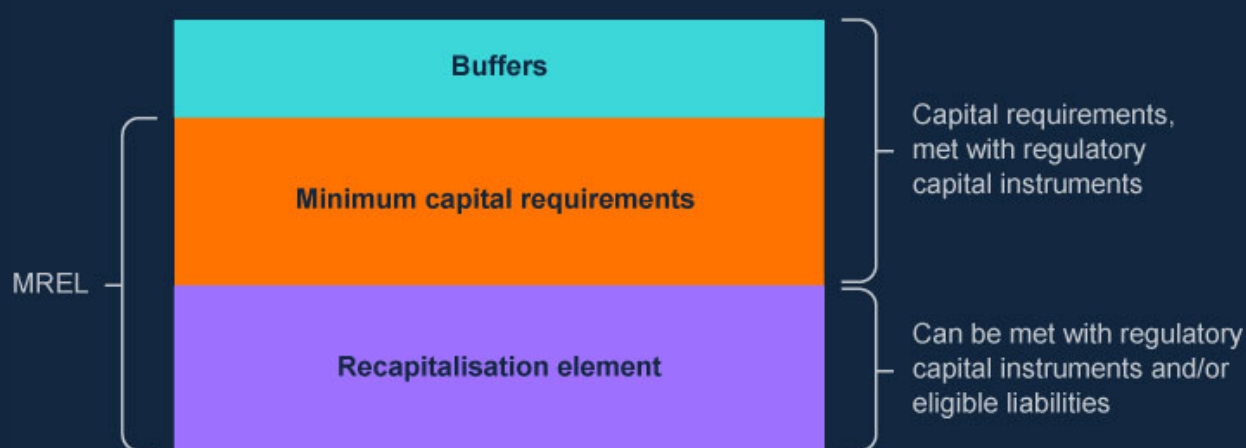 Buffers
Capital requirements,
met with regulatory
capital instruments
Minimum capital requirements
MREL
Recapitalisation element
Can be met with regulatory
capital instruments and/or
eligible liabilities